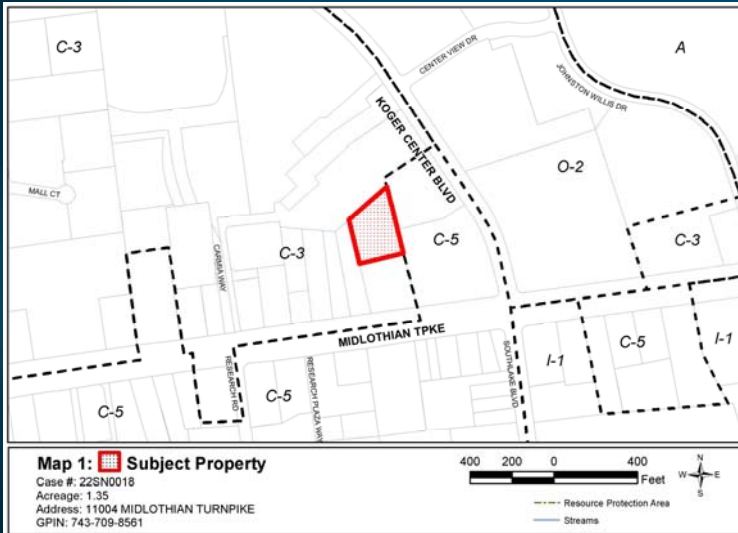 C-3
A
CENTER VIEW DR
JOHNSTON WILLIS DR
KOGER CENTER BLVD
O-2
MALL CT
CARMIA WAY
C-3
C-5
C-3
MIDLOTHIAN TPKE
RESEARCH RD
RESEARCH PLAZA WAY
SOUTHLAKE BLVD
C-5
C-5
I-1
C-5
I-1
Map 1: Subject Property
Case #: 22SN0018
Acreage: 1.35
Address: 11004 MIDLOTHIAN TURNPIKE
GPIN: 743-709-8561
400 200 0 400
Feet
N
W E
S
Resource Protection Area
Streams